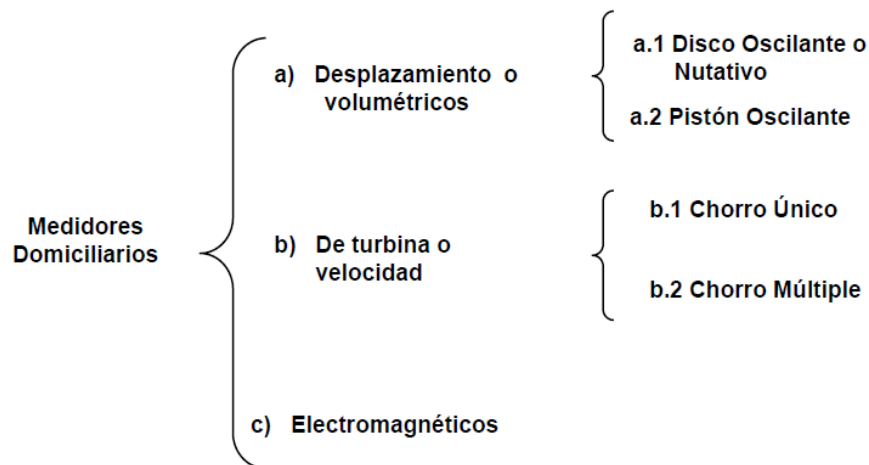 Medidores
Domiciliarios
a) Desplazamiento o
volumétricos
a.1 Disco Oscilante o
Nutativo
a.2 Pistón Oscilante
b) De turbina o
velocidad
b.1 Chorro Único
b.2 Chorro Múltiple
c) Electromagnéticos